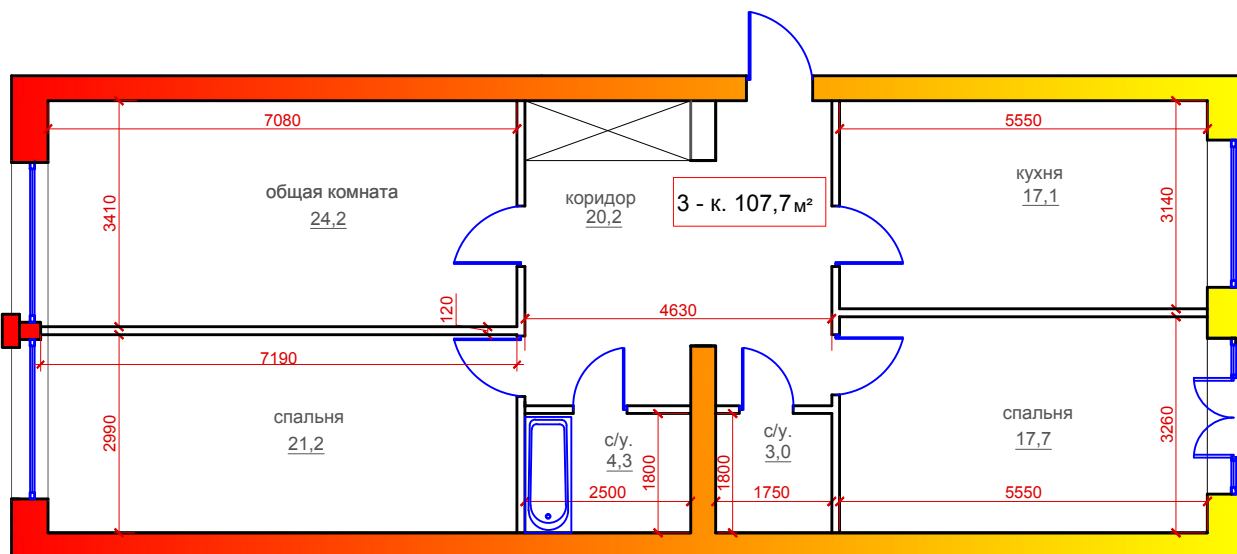 7080
5550
общая комната
24,2
3410
коридор
20,2
3 - к. 107,7 м²
кухня
17,1
3140
120
4630
7190
спальня
21,2
2990
с/у.
4,3
1800
2500
с/у.
3,0
1800
1750
спальня
17,7
3260
5550